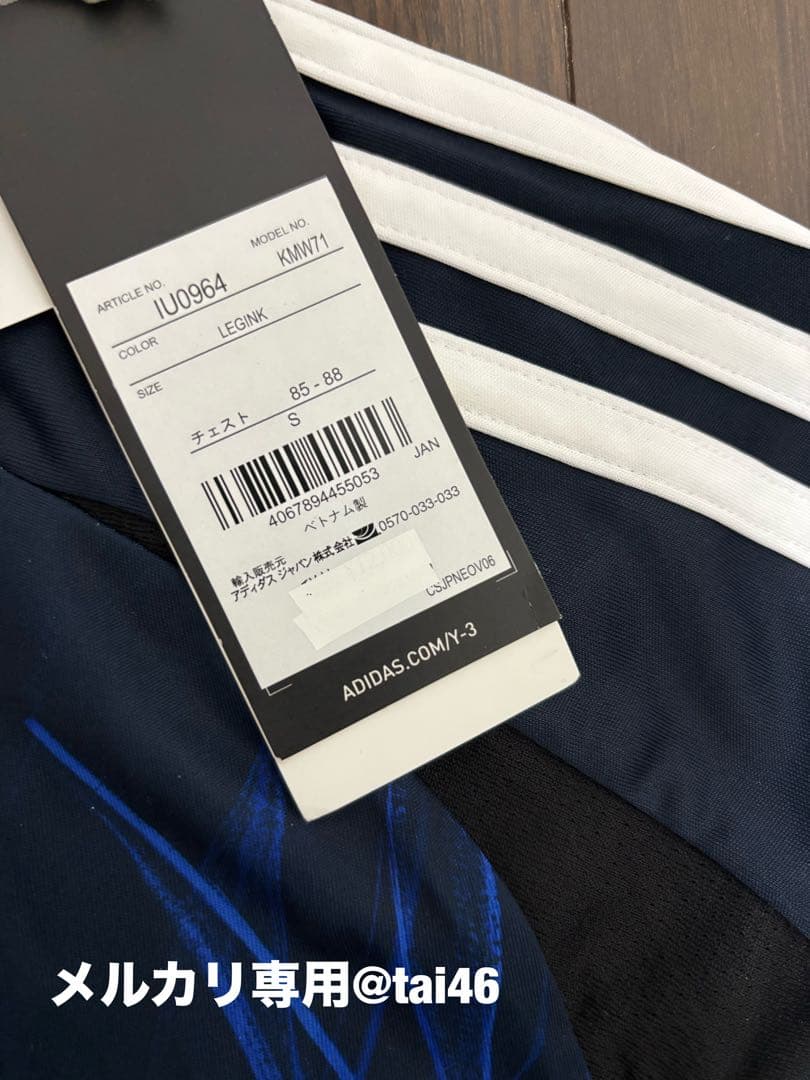 ARTICLE NO.
MODEL NO.
IU0964
KMW71
COLOR
LEGINK
SIZE
チェスト 85 - 88
S
JAN
4067894455053
ベトナム製
輸入販売元
アディダス ジャパン株式会社 0570-033-033
CSJPNEOV06
ADIDAS.COM/Y-3
メルカリ専用@tai46